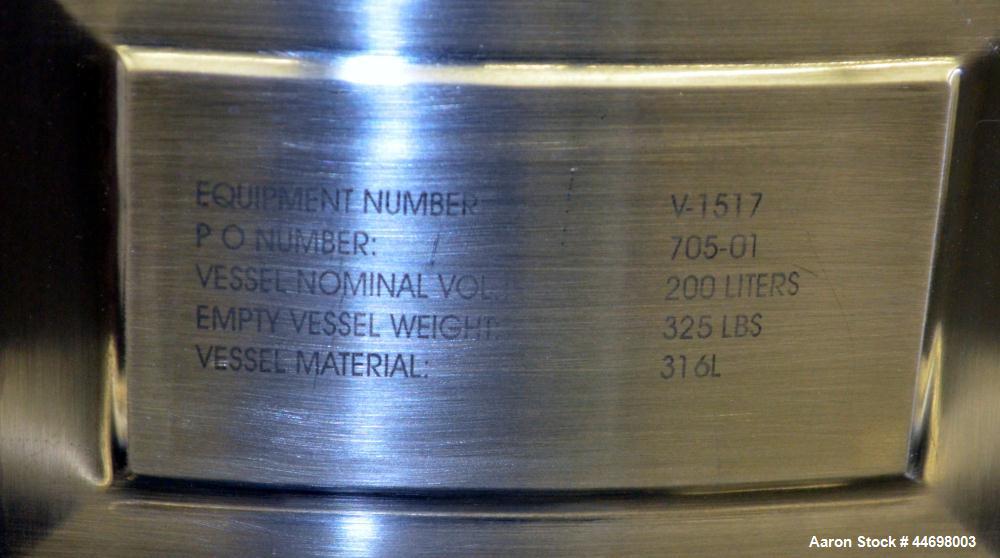 EQUIPMENT NUMBER: V-1517
P O NUMBER: 705-01
VESSEL NOMINAL VOL.: 200 LITERS
EMPTY VESSEL WEIGHT: 325 LBS
VESSEL MATERIAL: 316L
Aaron Stock # 44698003